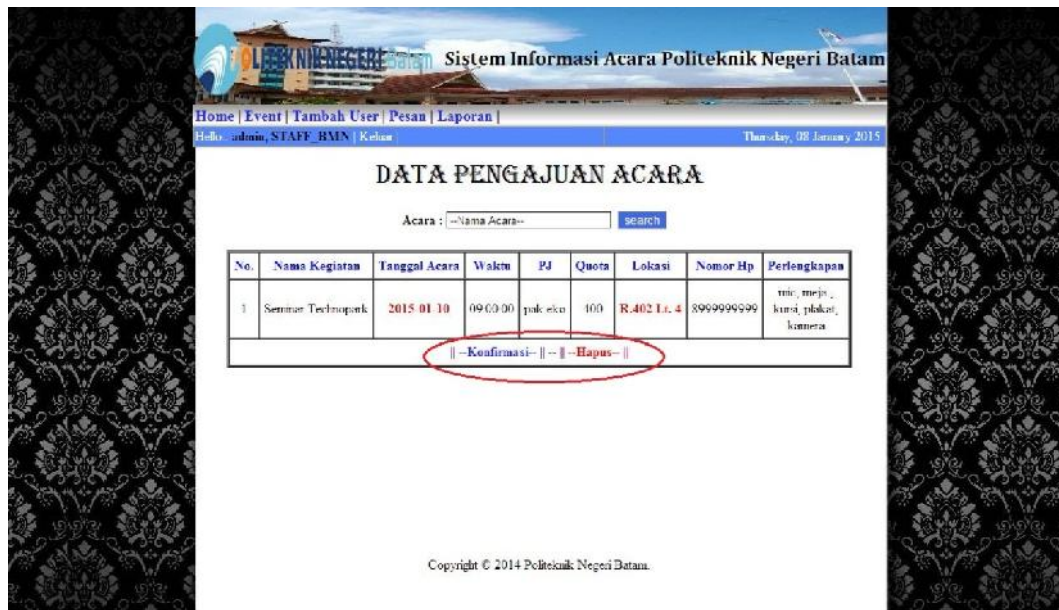 POLITEKNIK NEGERI Batam Sistem Informasi Acara Politeknik Negeri Batam
Home | Event | Tambah User | Pesan | Laporan |
Hello - admin, STAFF_BMN | Keluar | Thursday, 08 January 2015
DATA PENGAJUAN ACARA
Acara : --Nama Acara-- search
No. Nama Kegiatan Tanggal Acara Waktu PJ Quota Lokasi Nomor Hp Perlengkapan
1 Seminar Technopark 2015-01-10 09:00:00 pak eko 400 R.402 Lt. 4 8999999999 mic, meja ,
kursi, plakat,
kamera
|| --Konfirmasi-- || -- || --Hapus-- ||
Copyright © 2014 Politeknik Negeri Batam.